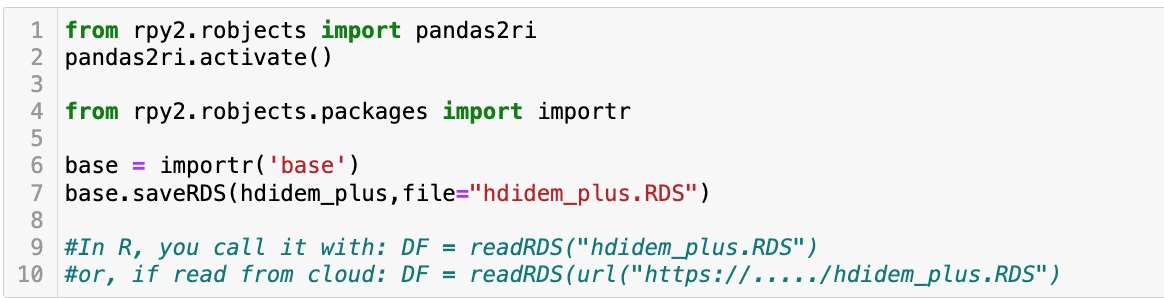 1 from rpy2.robjects import pandas2ri
2 pandas2ri.activate()
3
4 from rpy2.robjects.packages import importr
5
6 base = importr('base')
7 base.saveRDS(hdidem_plus,file="hdidem_plus.RDS")
8
9 #In R, you call it with: DF = readRDS("hdidem_plus.RDS")
10 #or, if read from cloud: DF = readRDS(url("https://...../hdidem_plus.RDS")